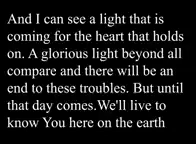 And I can see a light that is
coming for the heart that holds
on. A glorious light beyond all
compare and there will be an
end to these troubles. But until
that day comes.We'll live to
know You here on the earth